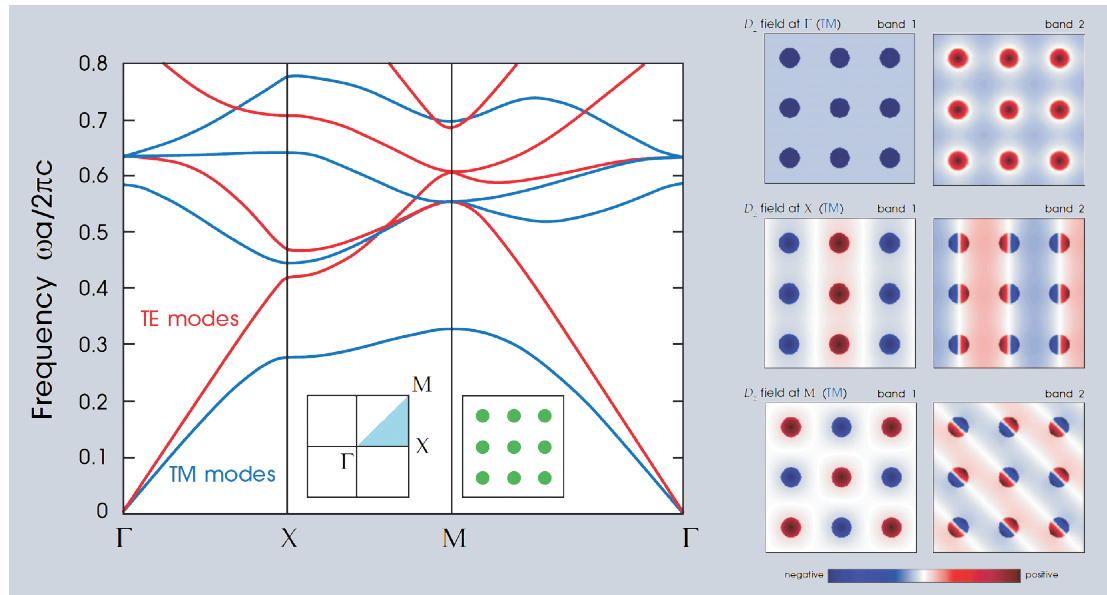 Frequency ωa/2πc
0.8
0.7
0.6
0.5
0.4
0.3
0.2
0.1
0
TE modes
TM modes
Γ
X
M
Γ
M
X
Γ
D_z field at Γ (TM)
band 1
band 2
D_z field at X (TM)
band 1
band 2
D_z field at M (TM)
band 1
band 2
negative
positive